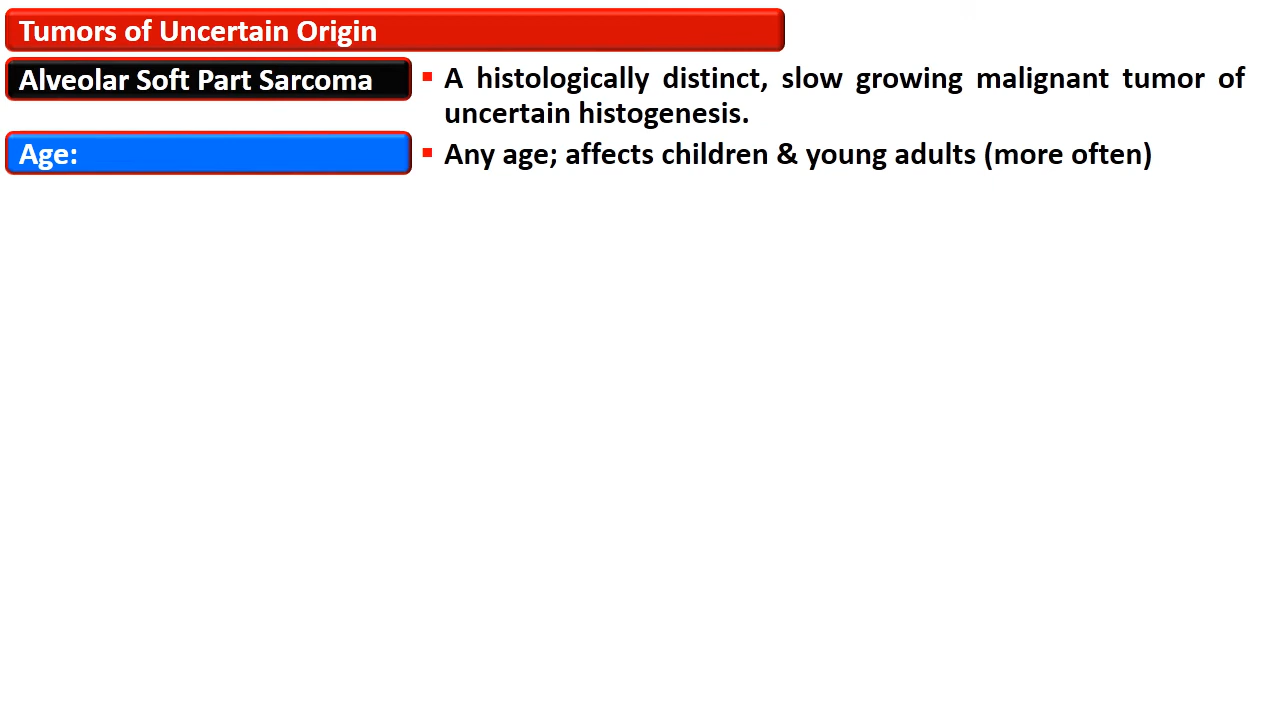 Tumors of Uncertain Origin
Alveolar Soft Part Sarcoma
▪ A histologically distinct, slow growing malignant tumor of
uncertain histogenesis.
Age:
▪ Any age; affects children & young adults (more often)